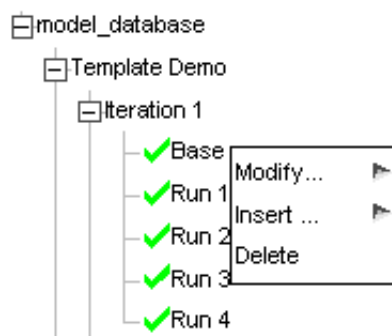 model_database
Template Demo
Iteration 1
Base
Modify...
Run 1
Insert ...
Run 2
Delete
Run 3
Run 4